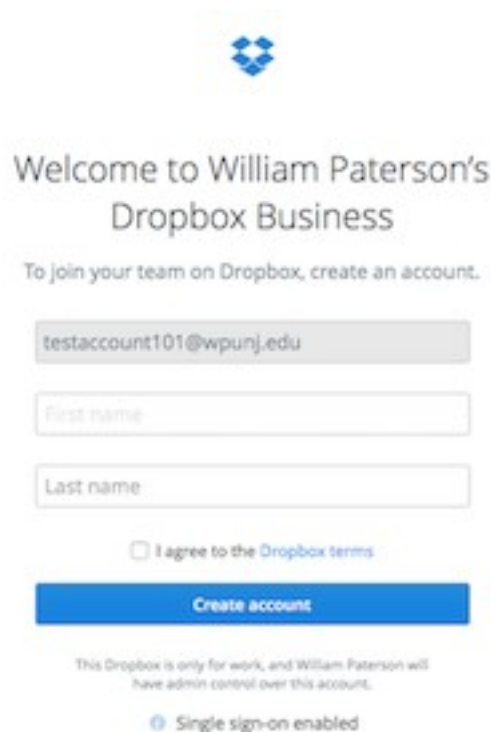 Welcome to William Paterson's
Dropbox Business
To join your team on Dropbox, create an account.
testaccount101@wpunj.edu
First name
Last name
I agree to the Dropbox terms
Create account
This Dropbox is only for work, and William Paterson will
have admin control over this account.
Single sign-on enabled